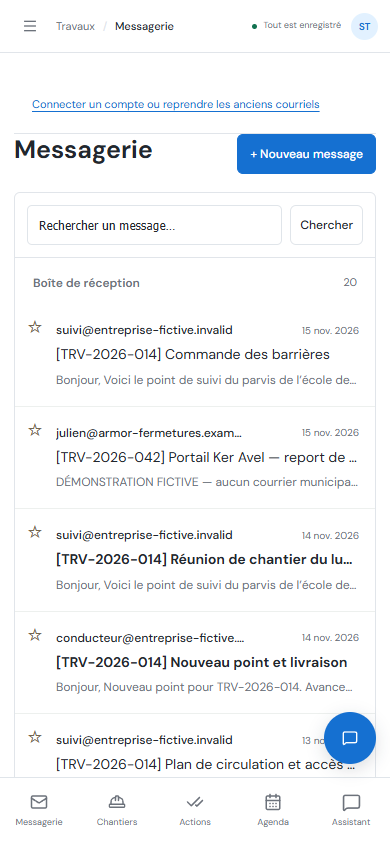 Travaux / Messagerie
Tout est enregistré
ST
Connecter un compte ou reprendre les anciens courriels
Messagerie
+ Nouveau message
Rechercher un message...
Chercher
Boîte de réception 20
suivi@entreprise-fictive.invalid 15 nov. 2026
[TRV-2026-014] Commande des barrières
Bonjour, Voici le point de suivi du parvis de l'école de...
julien@armor-fermetures.exam... 15 nov. 2026
[TRV-2026-042] Portail Ker Avel — report de ...
DÉMONSTRATION FICTIVE — aucun courrier municipa...
suivi@entreprise-fictive.invalid 14 nov. 2026
[TRV-2026-014] Réunion de chantier du lu...
Bonjour, Voici le point de suivi du parvis de l'école de...
conducteur@entreprise-fictive.... 14 nov. 2026
[TRV-2026-014] Nouveau point et livraison
Bonjour, Nouveau point pour TRV-2026-014. Avance...
suivi@entreprise-fictive.invalid 13
[TRV-2026-014] Plan de circulation et accès ...
Messagerie
Chantiers
Actions
Agenda
Assistant